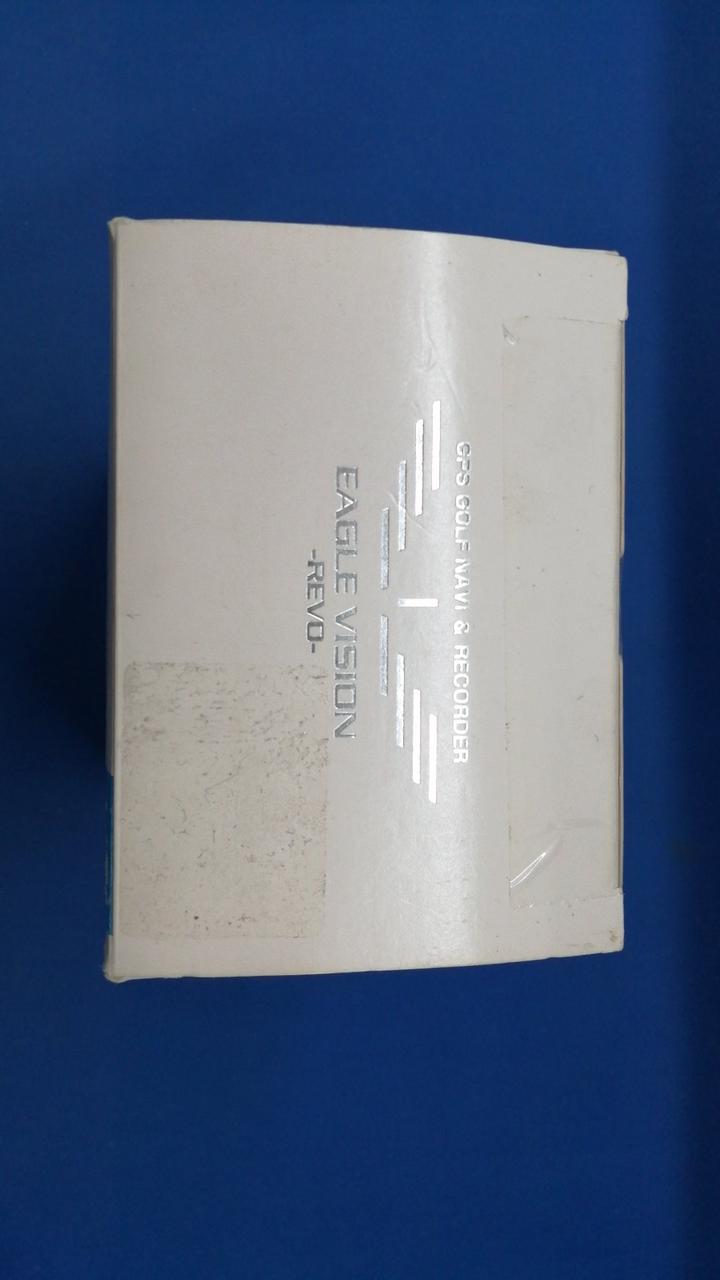 GPS GOLF NAVI & RECORDER
EAGLE VISION
-REVO-